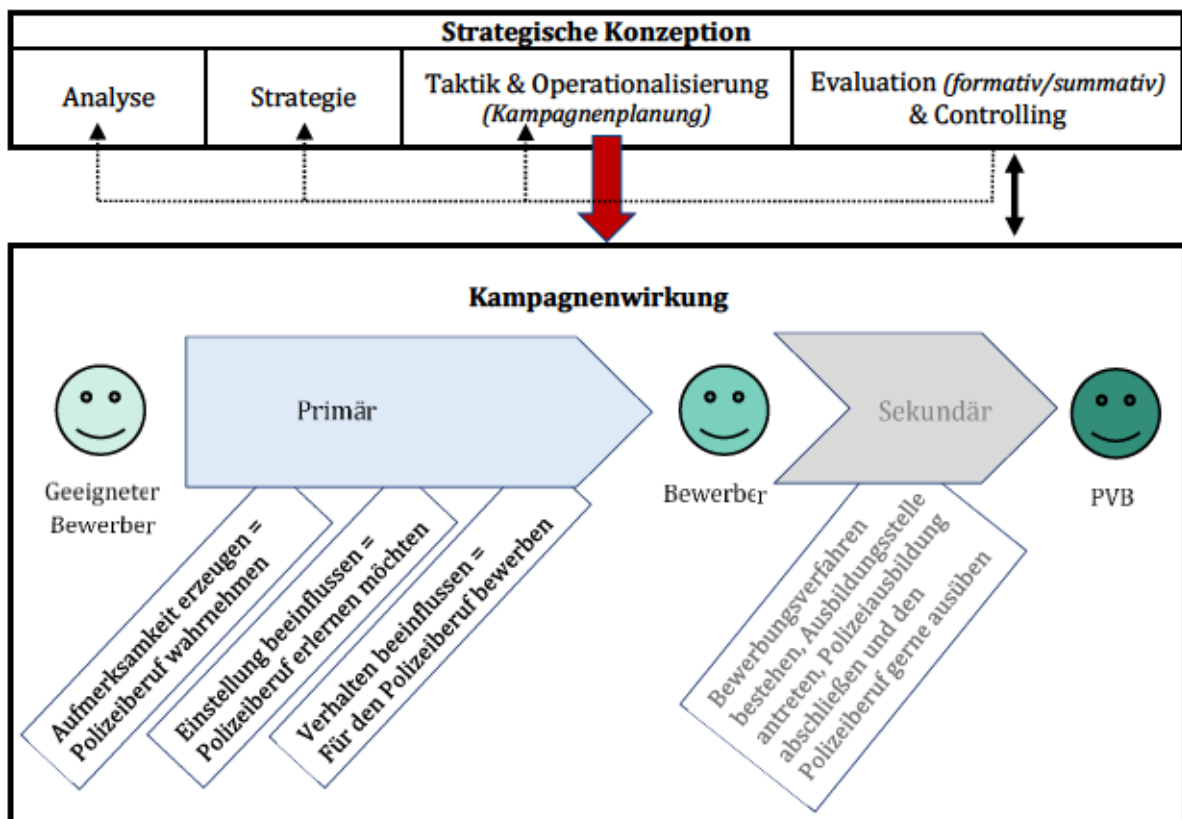 Strategische Konzeption
Analyse
Strategie
Taktik & Operationalisierung
(Kampagnenplanung)
Evaluation (formativ/summativ)
& Controlling
Kampagnenwirkung
Primär
Sekundär
Geeigneter
Bewerber
Bewerber
PVB
Aufmerksamkeit erzeugen =
Polizeiberuf wahrnehmen
Einstellung beeinflussen =
Polizeiberuf erlernen möchten
Verhalten beeinflussen =
Für den Polizeiberuf bewerben
Bewerbungsverfahren
bestehen, Ausbildungsstelle
antreten, Polizeiausbildung
abschließen und den
Polizeiberuf gerne ausüben